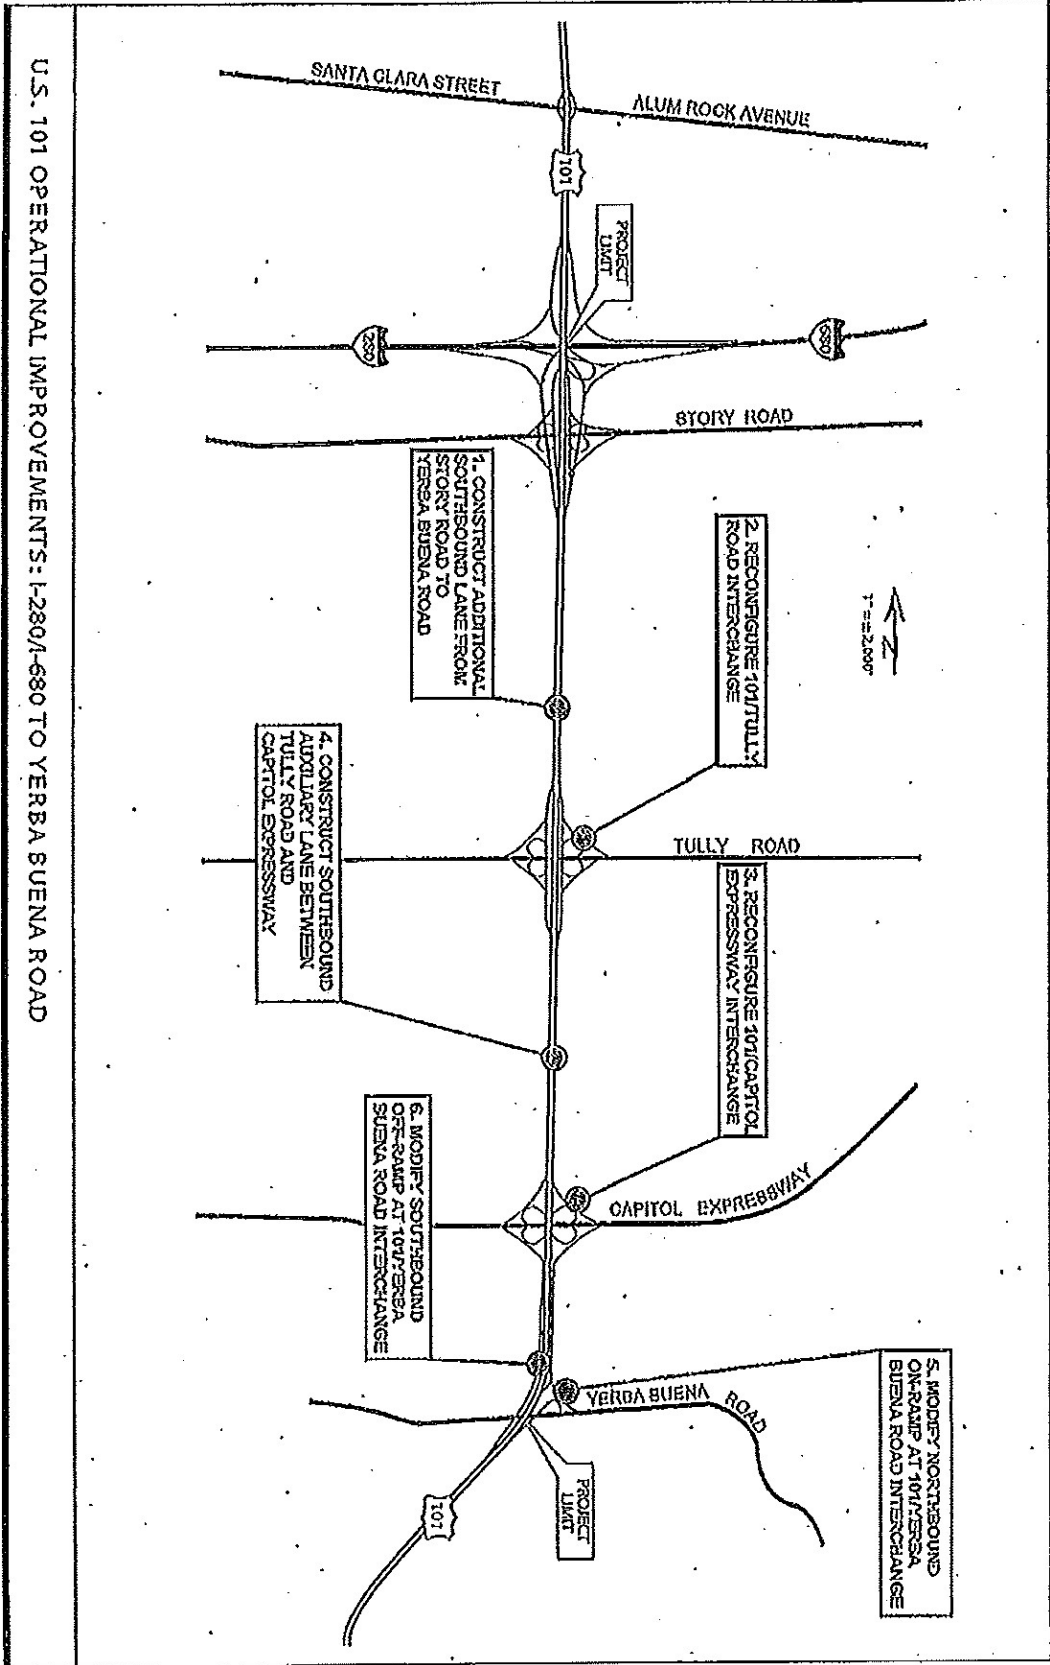 SANTA CLARA STREET
ALUM ROCK AVENUE
101
PROJECT
LIMIT
280
680
STORY ROAD
1. CONSTRUCT ADDITIONAL
SOUTHBOUND LANE FROM
STORY ROAD TO
YERBA BUENA ROAD
2. RECONFIGURE 101/TULLY
ROAD INTERCHANGE
TULLY ROAD
3. RECONFIGURE 101/CAPITOL
EXPRESSWAY INTERCHANGE
4. CONSTRUCT SOUTHBOUND
AUXILIARY LANE BETWEEN
TULLY ROAD AND
CAPITOL EXPRESSWAY
CAPITOL EXPRESSWAY
5. MODIFY NORTHBOUND
ON-RAMP AT 101/YERBA
BUENA ROAD INTERCHANGE
6. MODIFY SOUTHBOUND
OFF-RAMP AT 101/YERBA
BUENA ROAD INTERCHANGE
YERBA BUENA ROAD
PROJECT
LIMIT
101
U.S. 101 OPERATIONAL IMPROVEMENTS: I-280/I-680 TO YERBA BUENA ROAD